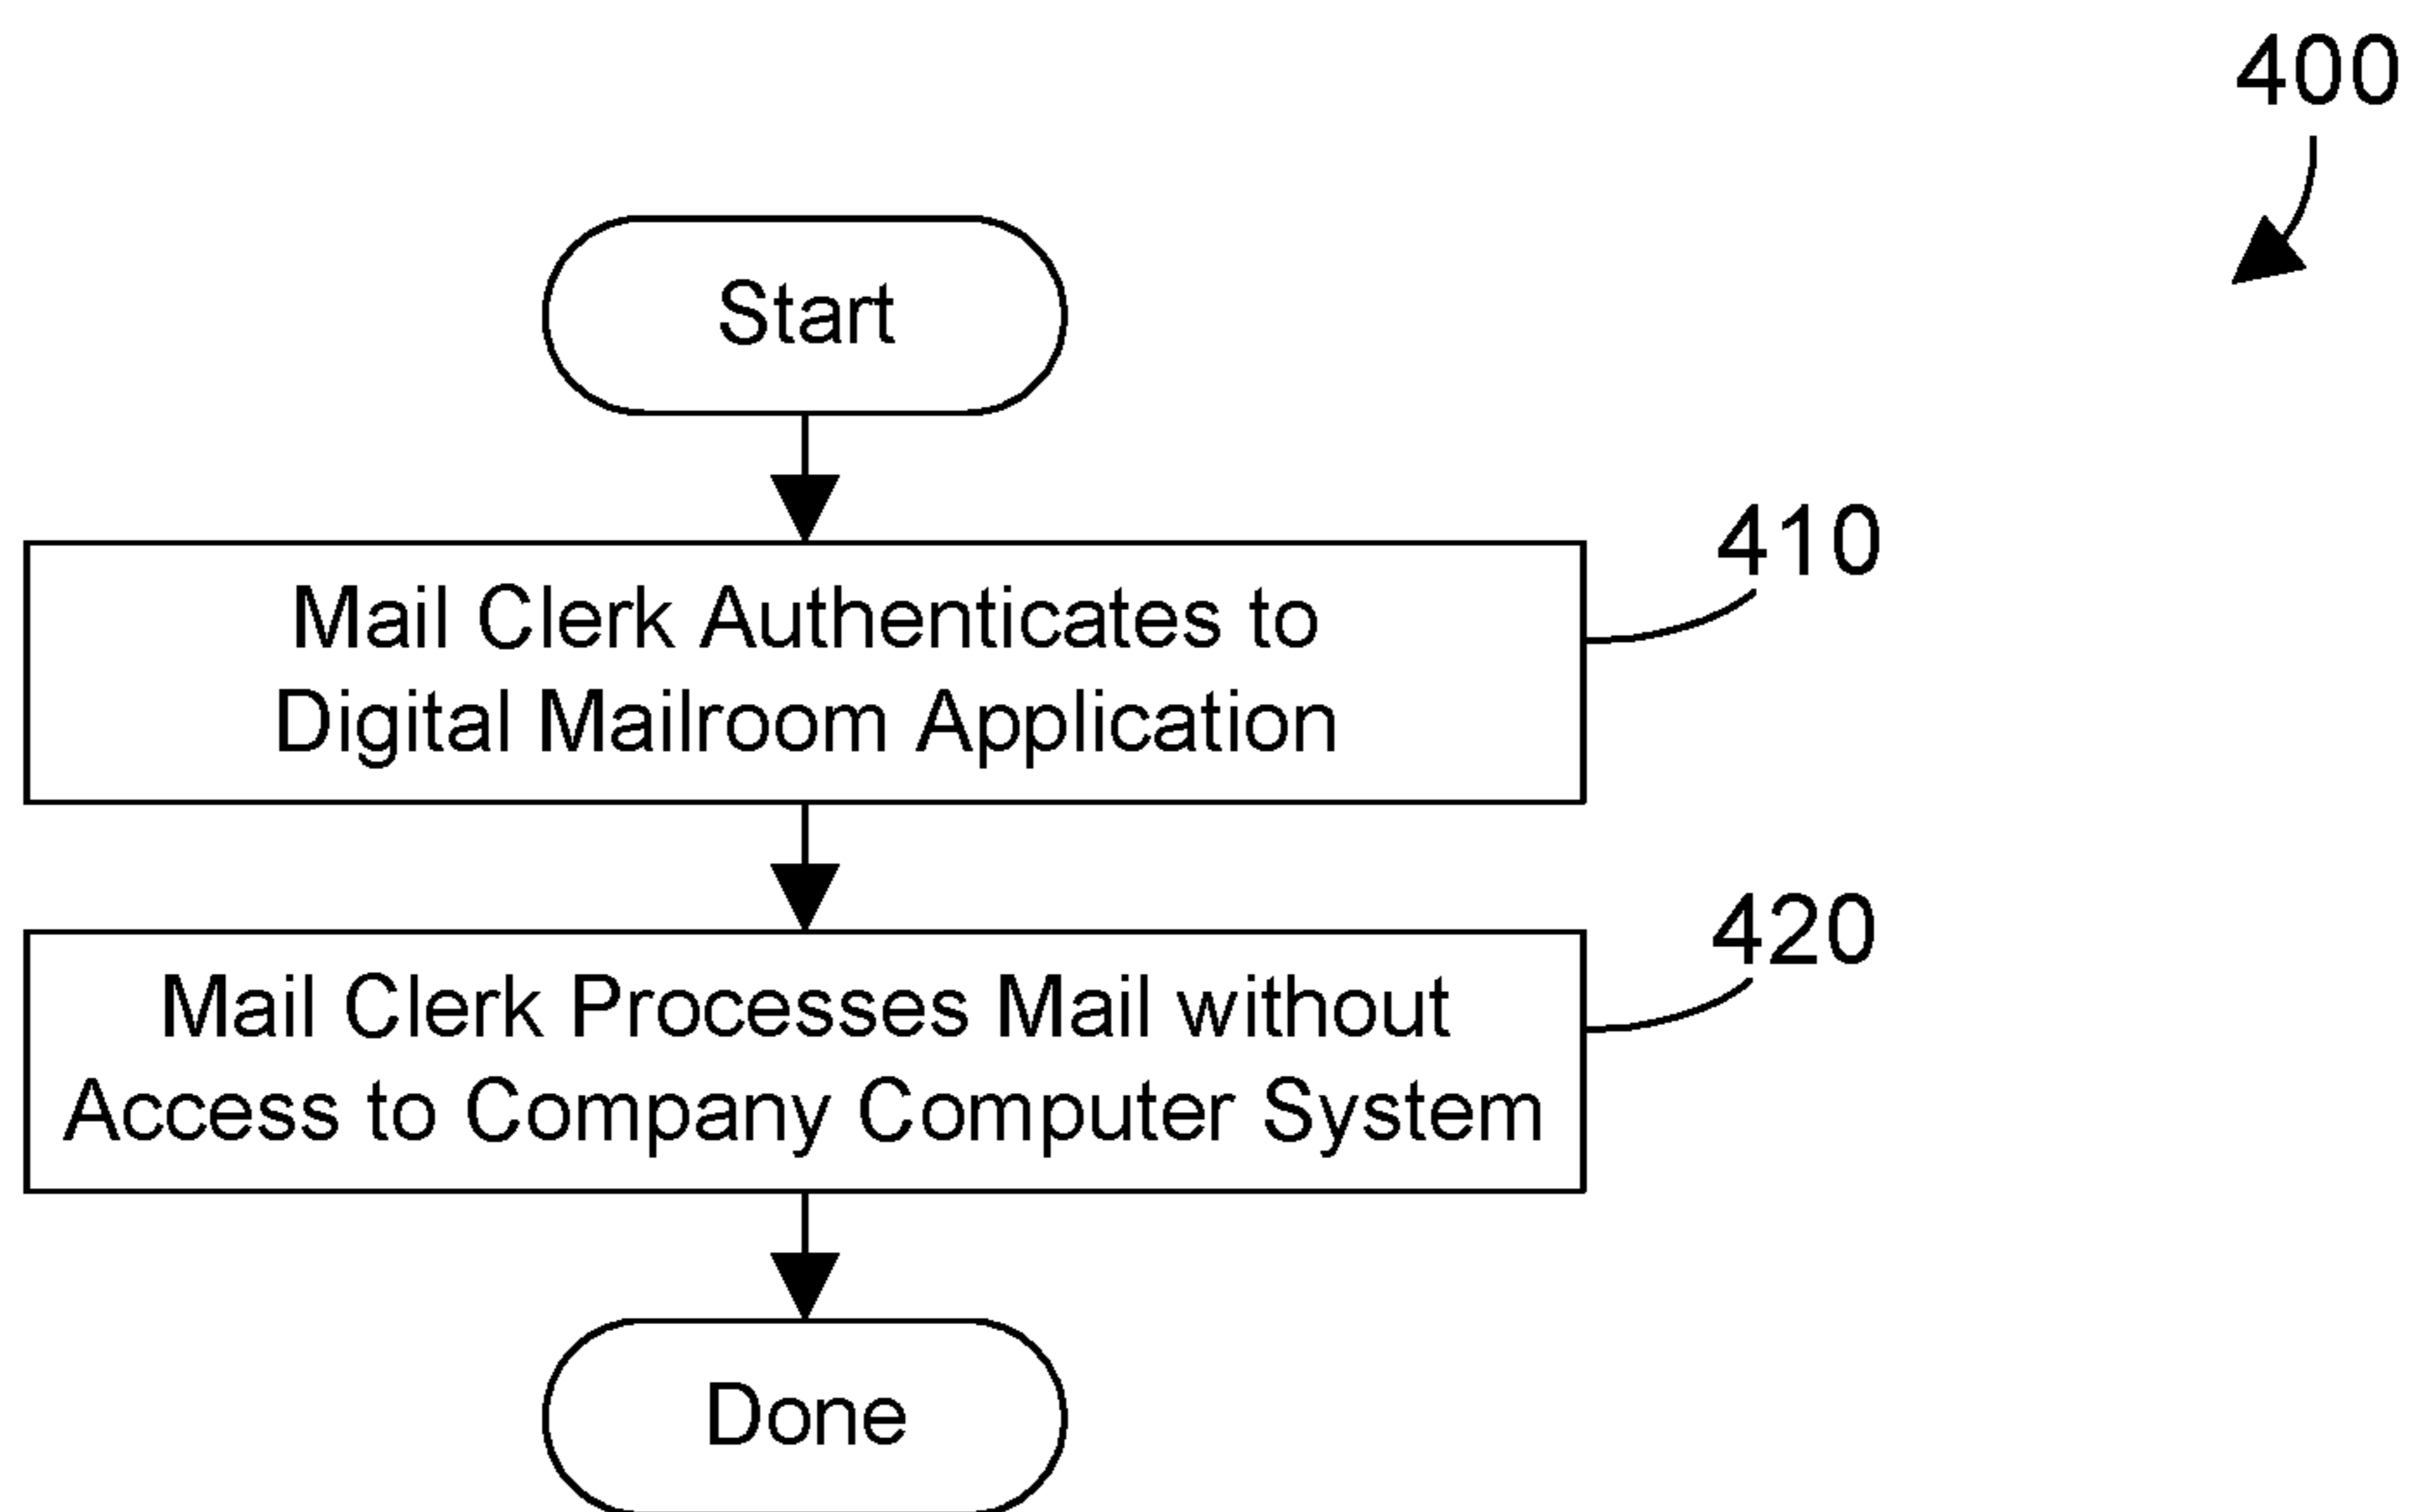 400
Start
410
Mail Clerk Authenticates to
Digital Mailroom Application
420
Mail Clerk Processes Mail without
Access to Company Computer System
Done